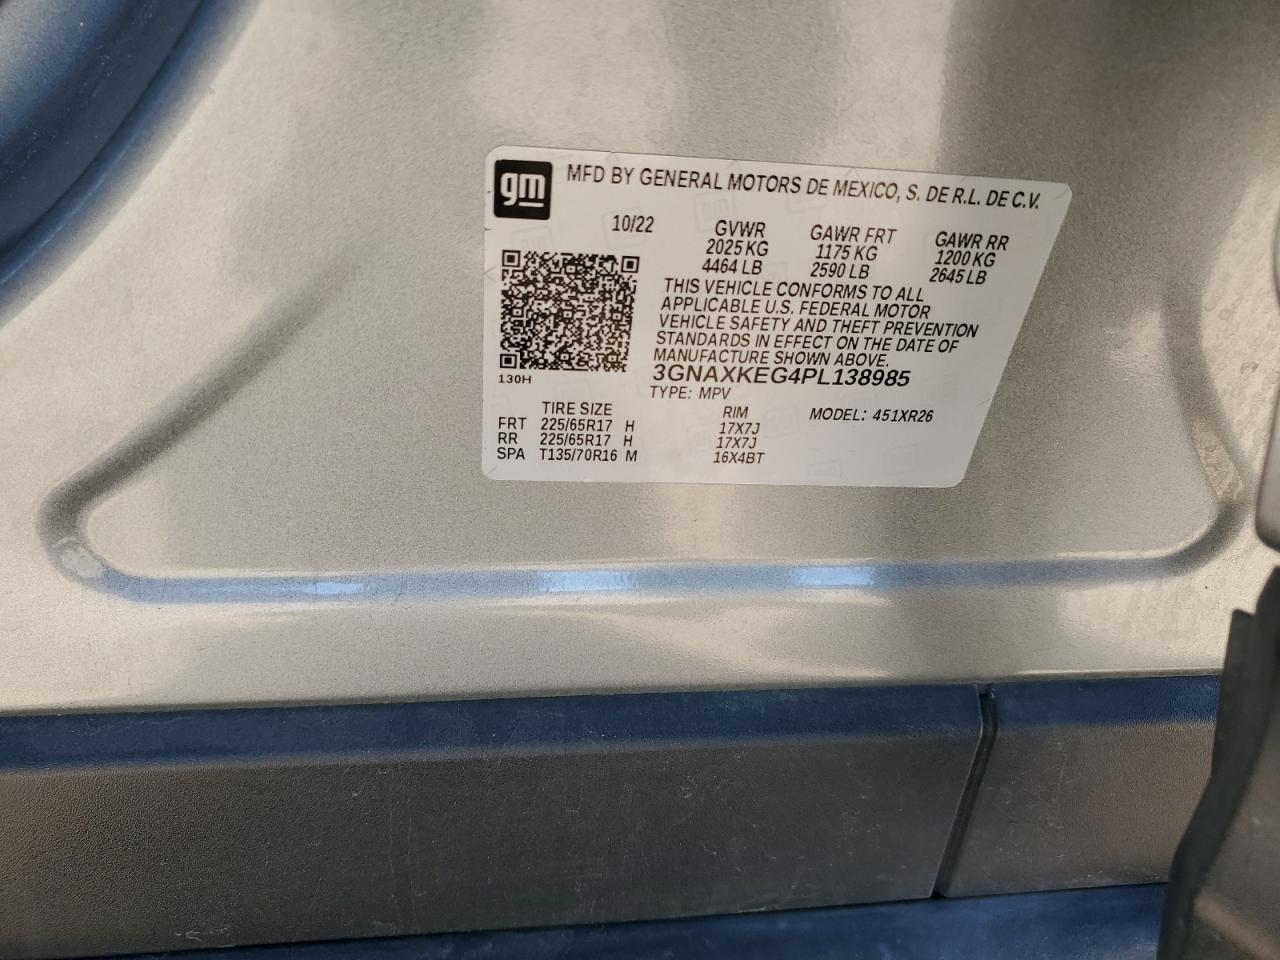 gm
MFD BY GENERAL MOTORS DE MEXICO, S. DE R.L. DE C.V.
10/22 GVWR GAWR FRT GAWR RR
2025 KG 1175 KG 1200 KG
4464 LB 2590 LB 2645 LB
THIS VEHICLE CONFORMS TO ALL
APPLICABLE U.S. FEDERAL MOTOR
VEHICLE SAFETY AND THEFT PREVENTION
STANDARDS IN EFFECT ON THE DATE OF
MANUFACTURE SHOWN ABOVE.
130H 3GNAXKEG4PL138985
TYPE: MPV
TIRE SIZE RIM MODEL: 451XR26
FRT 225/65R17 H 17X7J
RR 225/65R17 H 17X7J
SPA T135/70R16 M 16X4BT